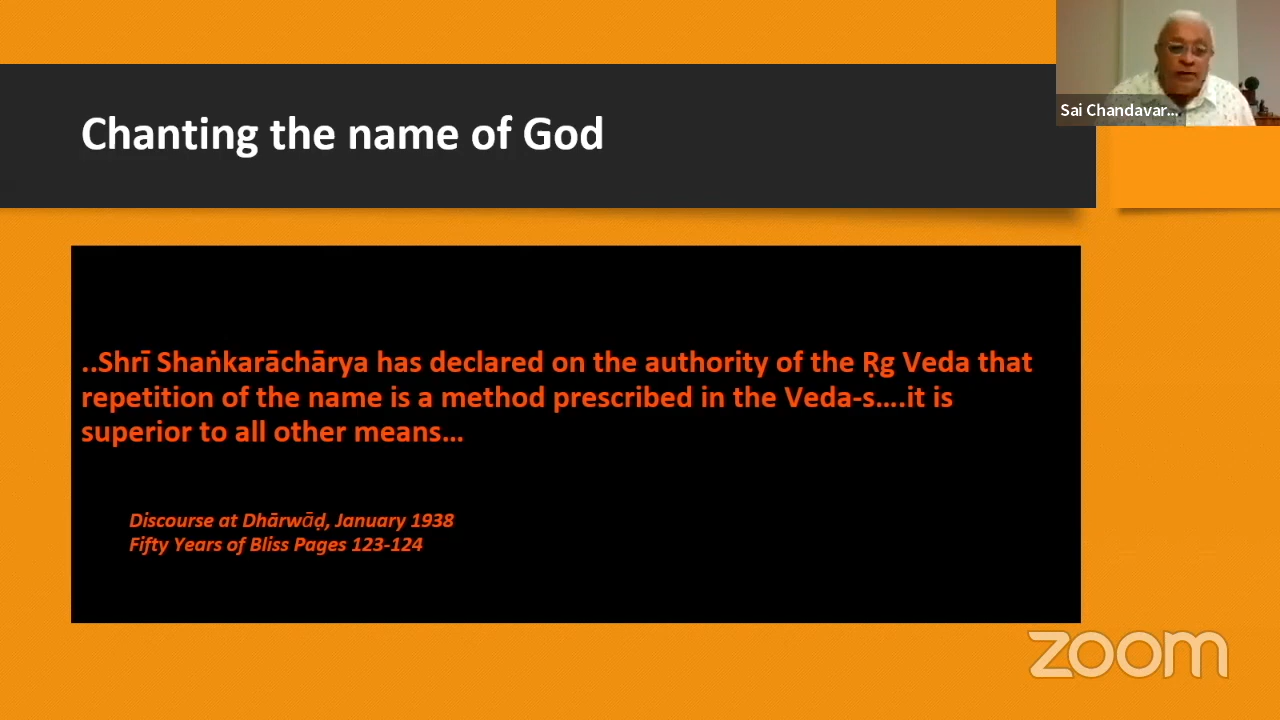 Sai Chandavar...
Chanting the name of God
..Shrī Shaṅkarāchārya has declared on the authority of the Ṛg Veda that
repetition of the name is a method prescribed in the Veda-s….it is
superior to all other means…
Discourse at Dhārwāḍ, January 1938
Fifty Years of Bliss Pages 123-124
zoom